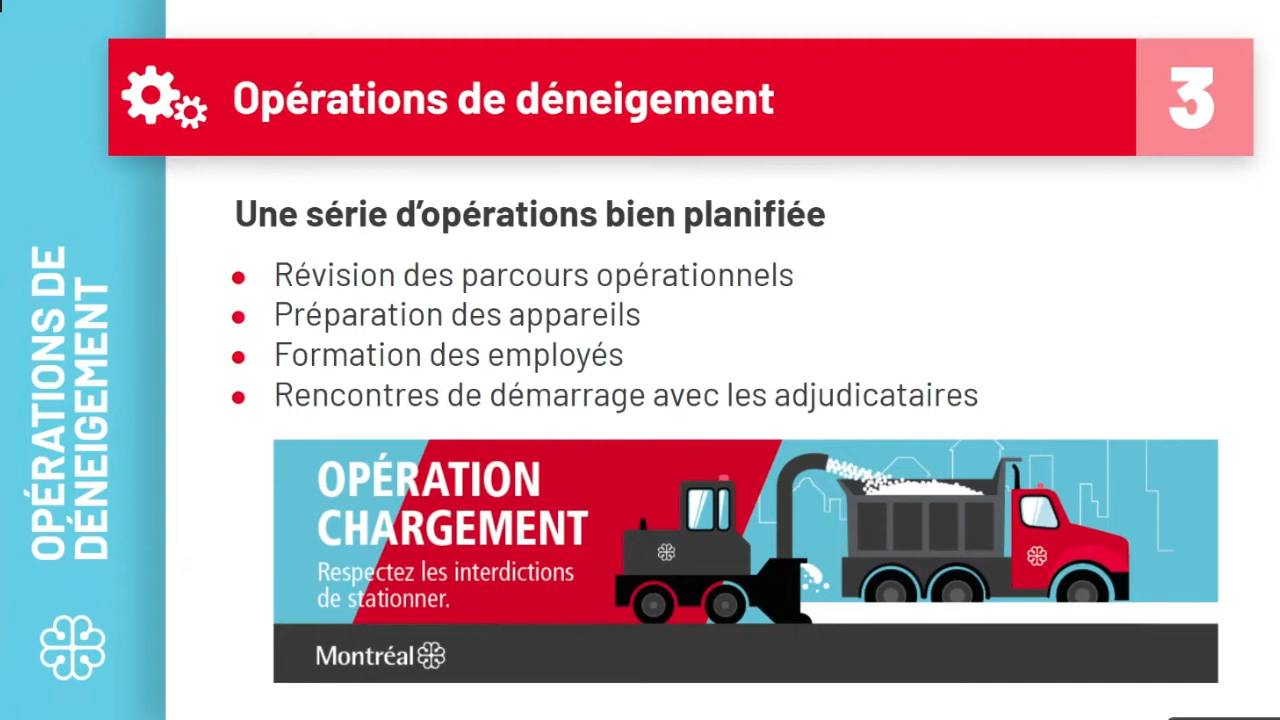 Opérations de déneigement
3
Une série d’opérations bien planifiée
Révision des parcours opérationnels
Préparation des appareils
Formation des employés
Rencontres de démarrage avec les adjudicataires
OPÉRATION
CHARGEMENT
Respectez les interdictions
de stationner.
Montréal
OPÉRATIONS DE
DÉNEIGEMENT